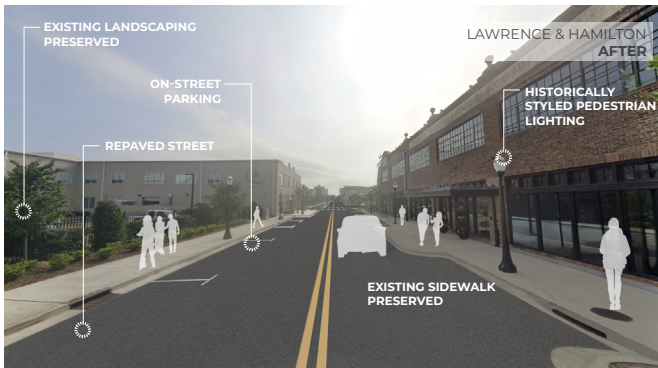 EXISTING LANDSCAPING
PRESERVED
LAWRENCE & HAMILTON
AFTER
ON-STREET
PARKING
HISTORICALLY
STYLED PEDESTRIAN
LIGHTING
REPAVED STREET
EXISTING SIDEWALK
PRESERVED